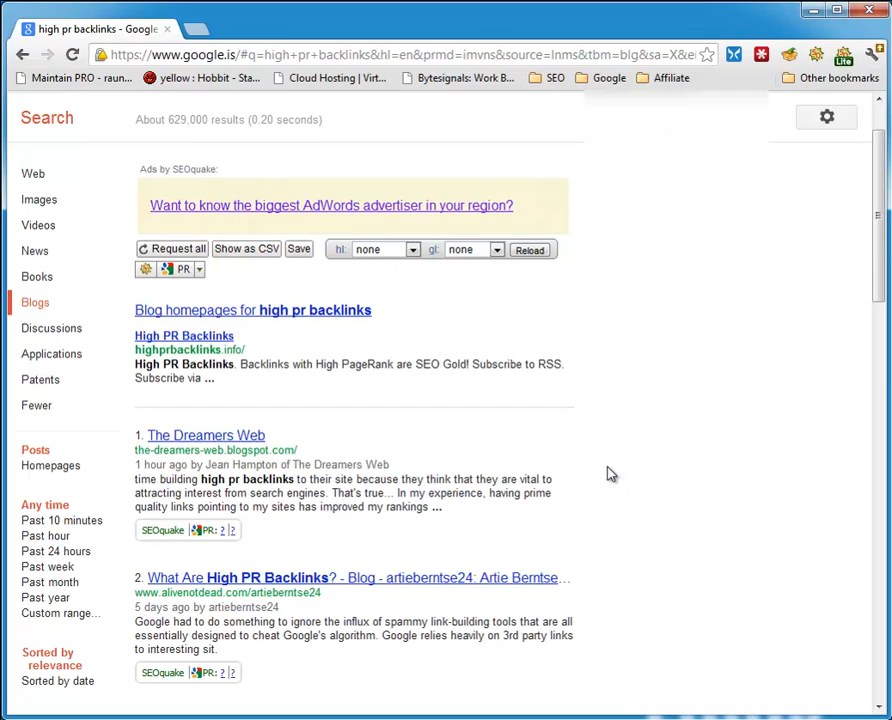 high pr backlinks - Google
https://www.google.is/#q=high+pr+backlinks&hl=en&prmd=imvns&source=lnms&tbm=blg&sa=X&e
Maintain PRO - raun... yellow : Hobbit - Sta... Cloud Hosting | Virt... Bytesignals: Work B... SEO Google Affiliate Other bookmarks
Search About 629,000 results (0.20 seconds)
Web
Images
Videos
News
Books
Blogs
Discussions
Applications
Patents
Fewer
Posts
Homepages
Any time
Past 10 minutes
Past hour
Past 24 hours
Past week
Past month
Past year
Custom range...
Sorted by
relevance
Sorted by date
Ads by SEOquake:
Want to know the biggest AdWords advertiser in your region?
Request all Show as CSV Save hl: none gl: none Reload
PR
Blog homepages for high pr backlinks
High PR Backlinks
highprbacklinks.info/
High PR Backlinks. Backlinks with High PageRank are SEO Gold! Subscribe to RSS.
Subscribe via ...
1. The Dreamers Web
the-dreamers-web.blogspot.com/
1 hour ago by Jean Hampton of The Dreamers Web
time building high pr backlinks to their site because they think that they are vital to
attracting interest from search engines. That's true... In my experience, having prime
quality links pointing to my sites has improved my rankings ...
SEOquake PR: ? | ?
2. What Are High PR Backlinks? - Blog - artieberntse24: Artie Berntse...
www.alivenotdead.com/artieberntse24
5 days ago by artieberntse24
Google had to do something to ignore the influx of spammy link-building tools that are all
essentially designed to cheat Google's algorithm. Google relies heavily on 3rd party links
to interesting sit.
SEOquake PR: ? | ?
Lite